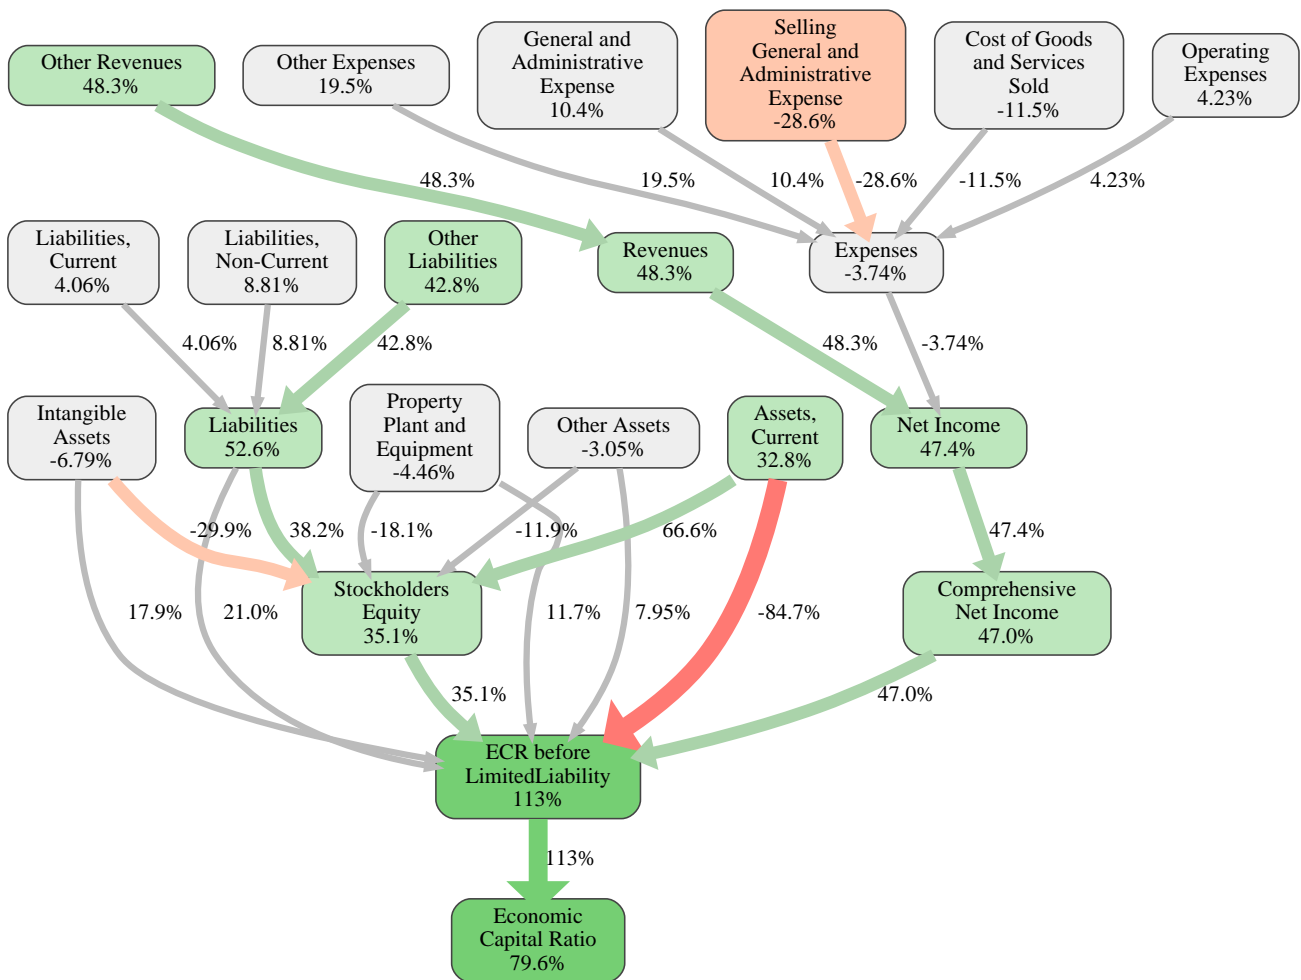 Other Revenues
48.3%
Other Expenses
19.5%
General and
Administrative
Expense
10.4%
Selling
General and
Administrative
Expense
-28.6%
Cost of Goods
and Services
Sold
-11.5%
Operating
Expenses
4.23%
48.3%
19.5%
10.4%
-28.6%
-11.5%
4.23%
Liabilities,
Current
4.06%
Liabilities,
Non-Current
8.81%
Other
Liabilities
42.8%
Revenues
48.3%
Expenses
-3.74%
4.06%
8.81%
42.8%
48.3%
-3.74%
Intangible
Assets
-6.79%
Liabilities
52.6%
Property
Plant and
Equipment
-4.46%
Other Assets
-3.05%
Assets,
Current
32.8%
Net Income
47.4%
-29.9%
38.2%
-18.1%
-11.9%
66.6%
47.4%
17.9%
21.0%
Stockholders
Equity
35.1%
11.7%
7.95%
-84.7%
Comprehensive
Net Income
47.0%
35.1%
47.0%
ECR before
LimitedLiability
113%
113%
Economic
Capital Ratio
79.6%